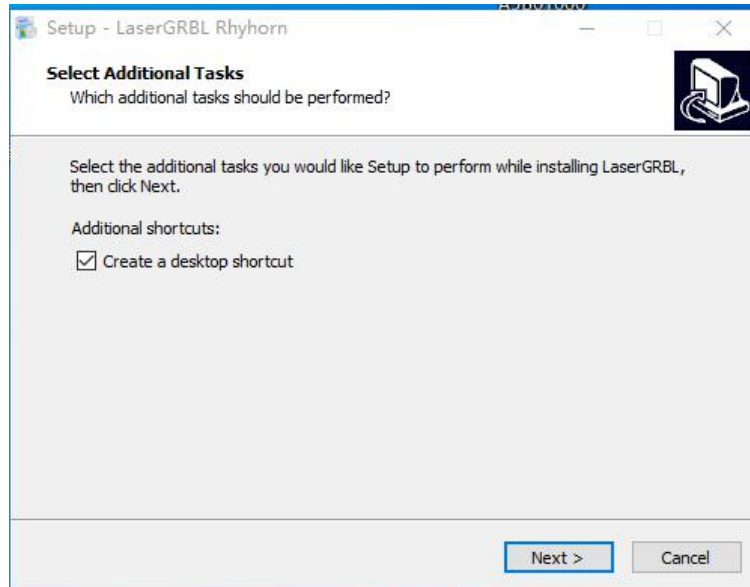 Setup - LaserGRBL Rhyhorn
Select Additional Tasks
Which additional tasks should be performed?
Select the additional tasks you would like Setup to perform while installing LaserGRBL,
then click Next.
Additional shortcuts:
Create a desktop shortcut
Next >
Cancel